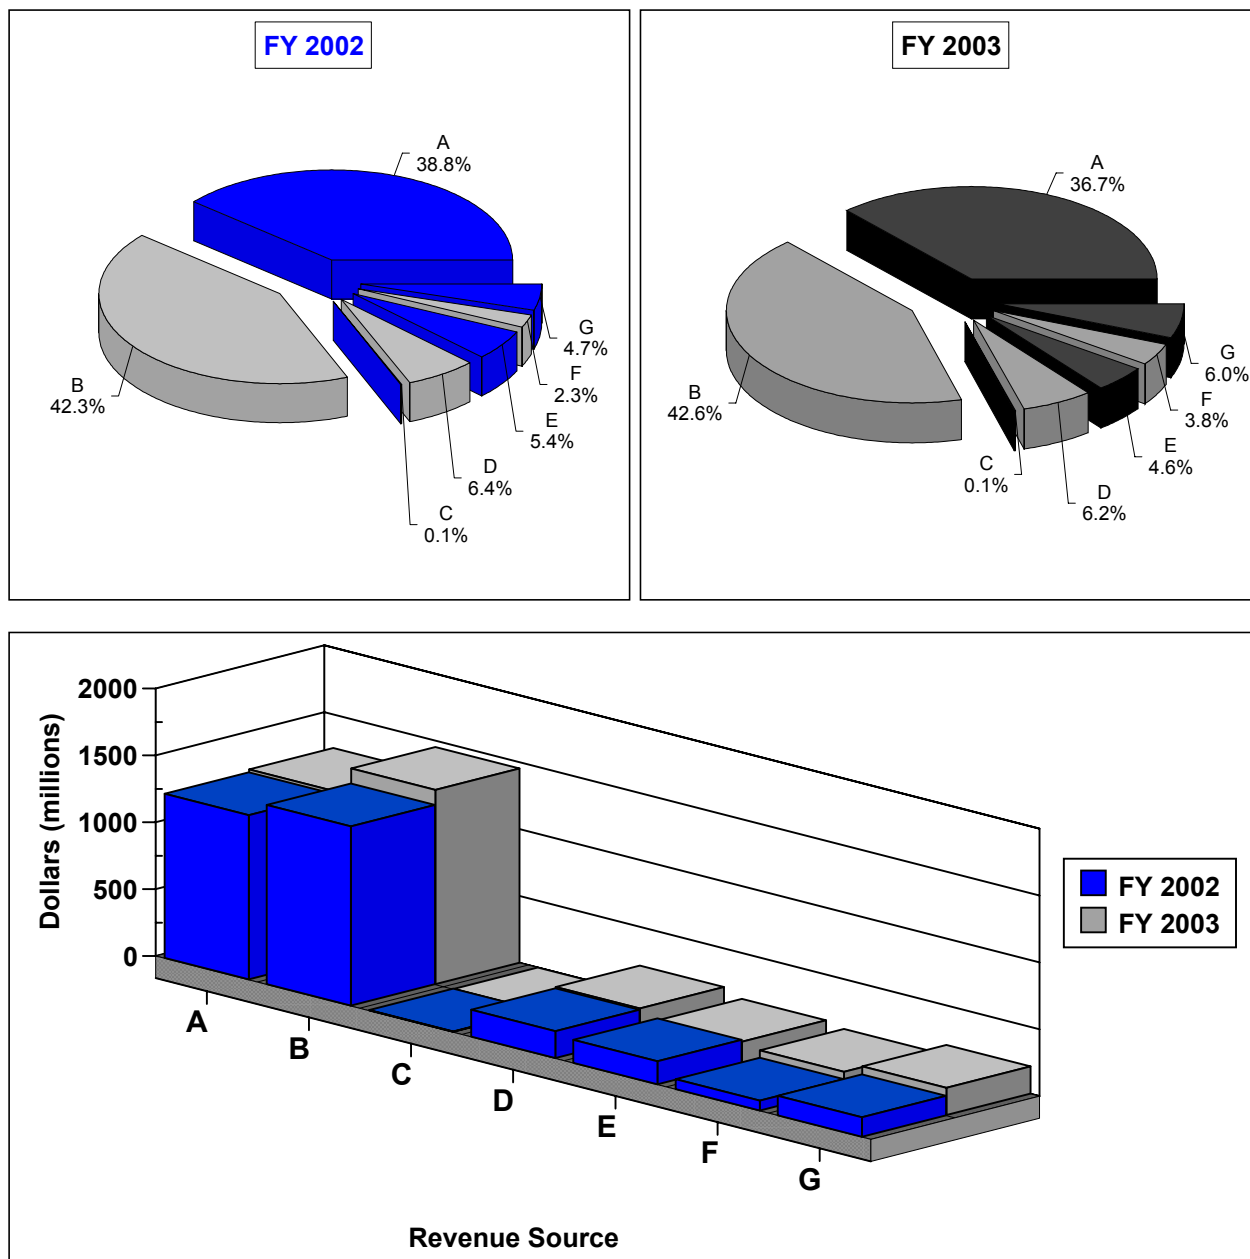 FY 2002
A
38.8%
B
42.3%
C
0.1%
D
6.4%
E
5.4%
F
2.3%
G
4.7%
FY 2003
A
36.7%
B
42.6%
C
0.1%
D
6.2%
E
4.6%
F
3.8%
G
6.0%
Dollars (millions)
2000
1500
1000
500
0
A
B
C
D
E
F
G
Revenue Source
FY 2002
FY 2003